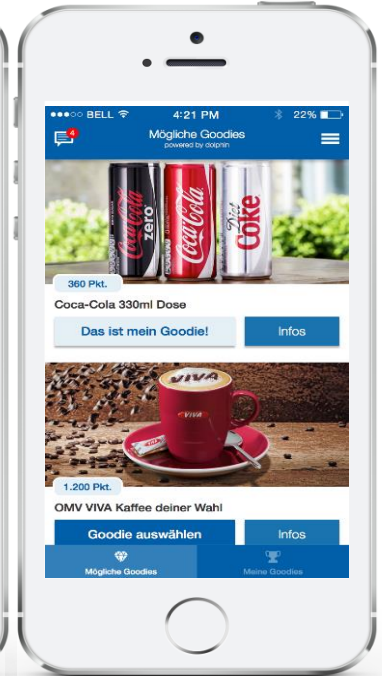 BELL 4:21 PM 22%
4
Mögliche Goodies
powered by dolphin
Coca-Cola zero
Coca-Cola
Diet Coke
360 Pkt.
Coca-Cola 330ml Dose
Das ist mein Goodie! Infos
VIVA
VIVA
1.200 Pkt.
OMV VIVA Kaffee deiner Wahl
Goodie auswählen Infos
Mögliche Goodies Meine Goodies